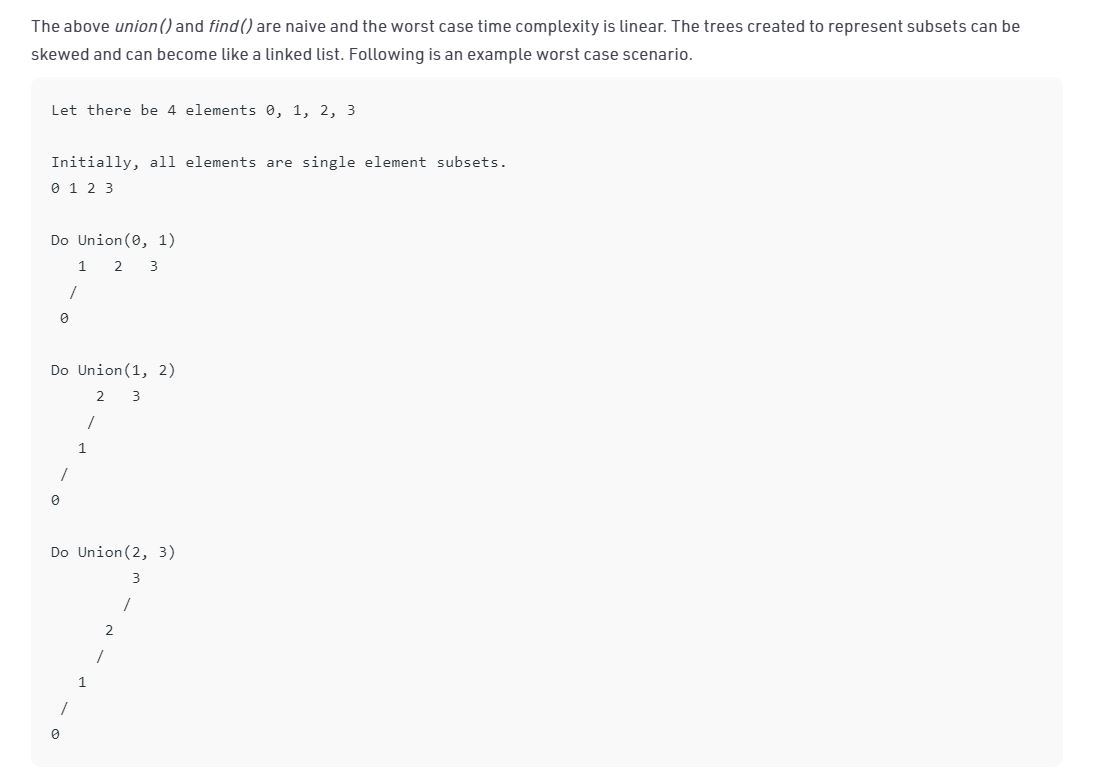 The above union() and find() are naive and the worst case time complexity is linear. The trees created to represent subsets can be
skewed and can become like a linked list. Following is an example worst case scenario.
Let there be 4 elements 0, 1, 2, 3
Initially, all elements are single element subsets.
0 1 2 3
Do Union(0, 1)
1 2 3
/
0
Do Union(1, 2)
2 3
/
1
/
0
Do Union(2, 3)
3
/
2
/
1
/
0